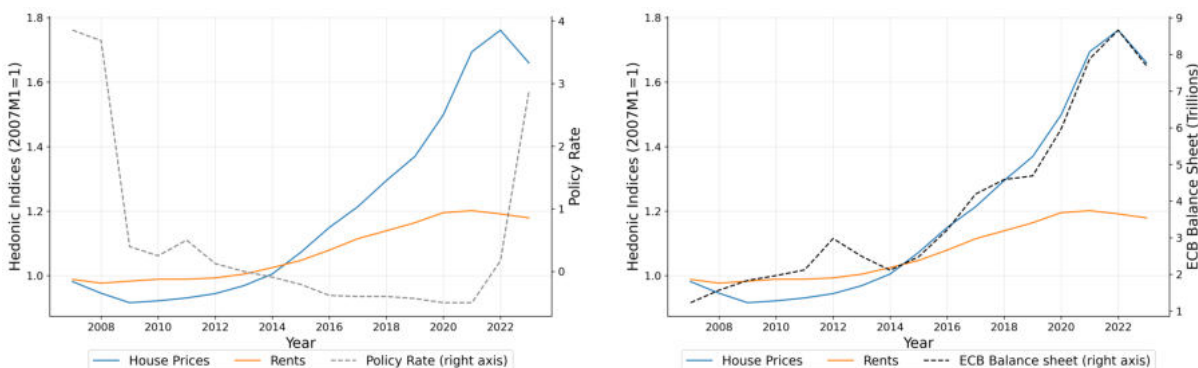 Hedonic Indices (2007M1=1)
1.8
1.6
1.4
1.2
1.0
4
3
2
1
0
Policy Rate
2008 2010 2012 2014 2016 2018 2020 2022
Year
House Prices Rents Policy Rate (right axis)
Hedonic Indices (2007M1=1)
1.8
1.6
1.4
1.2
1.0
9
8
7
6
5
4
3
2
1
ECB Balance Sheet (Trillions)
2008 2010 2012 2014 2016 2018 2020 2022
Year
House Prices Rents ECB Balance sheet (right axis)